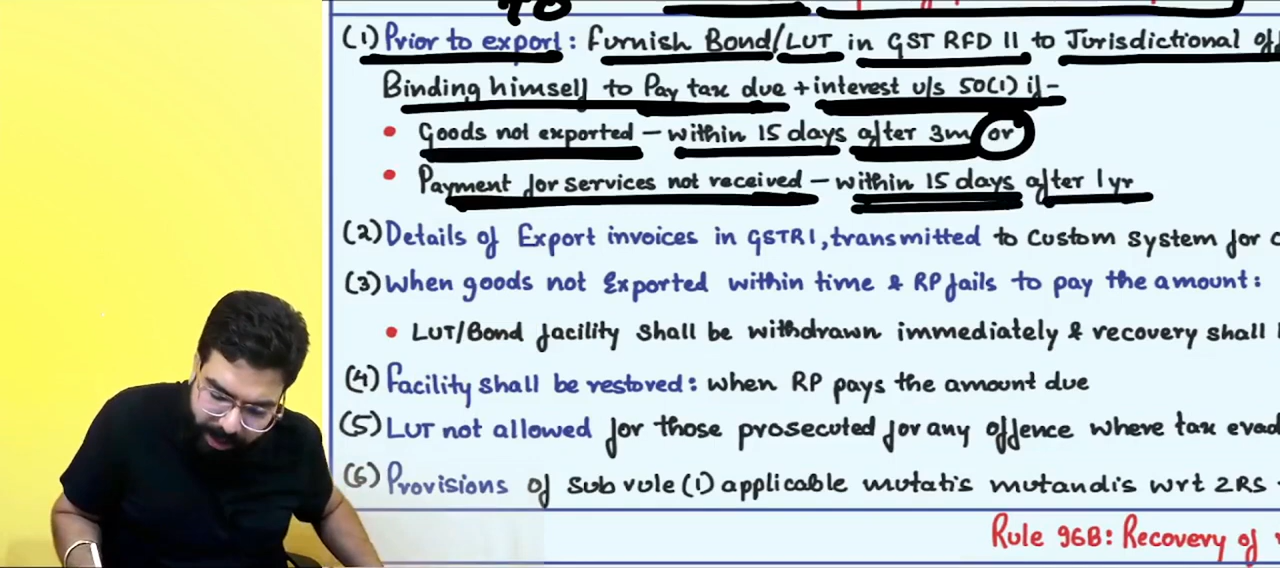 (1) Prior to export: Furnish Bond/LUT in GST RFD 11 to Jurisdictional
Binding himself to Pay tax due + interest u/s 50(1) if -
• Goods not exported - within 15 days after 3m or
• Payment for services not received - within 15 days after 1yr
(2) Details of Export invoices in GSTR1, transmitted to Custom System for
(3) When goods not Exported within time & RP fails to pay the amount:
• LUT/Bond facility shall be withdrawn immediately & recovery shall
(4) Facility shall be restored: when RP pays the amount due
(5) LUT not allowed for those prosecuted for any offence where tax evad
(6) Provisions of sub rule (1) applicable mutatis mutandis wrt ZRS
Rule 96B: Recovery of